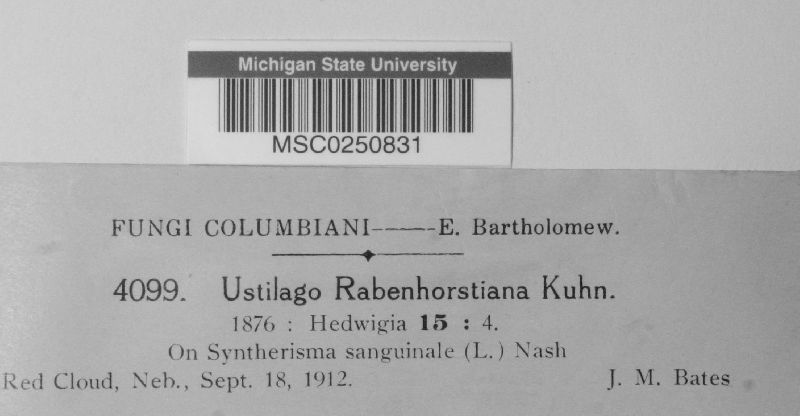 Michigan State University
MSC0250831
FUNGI COLUMBIANI——E. Bartholomew.
4099. Ustilago Rabenhorstiana Kuhn.
1876 : Hedwigia 15 : 4.
On Syntherisma sanguinale (L.) Nash
Red Cloud, Neb., Sept. 18, 1912. J. M. Bates